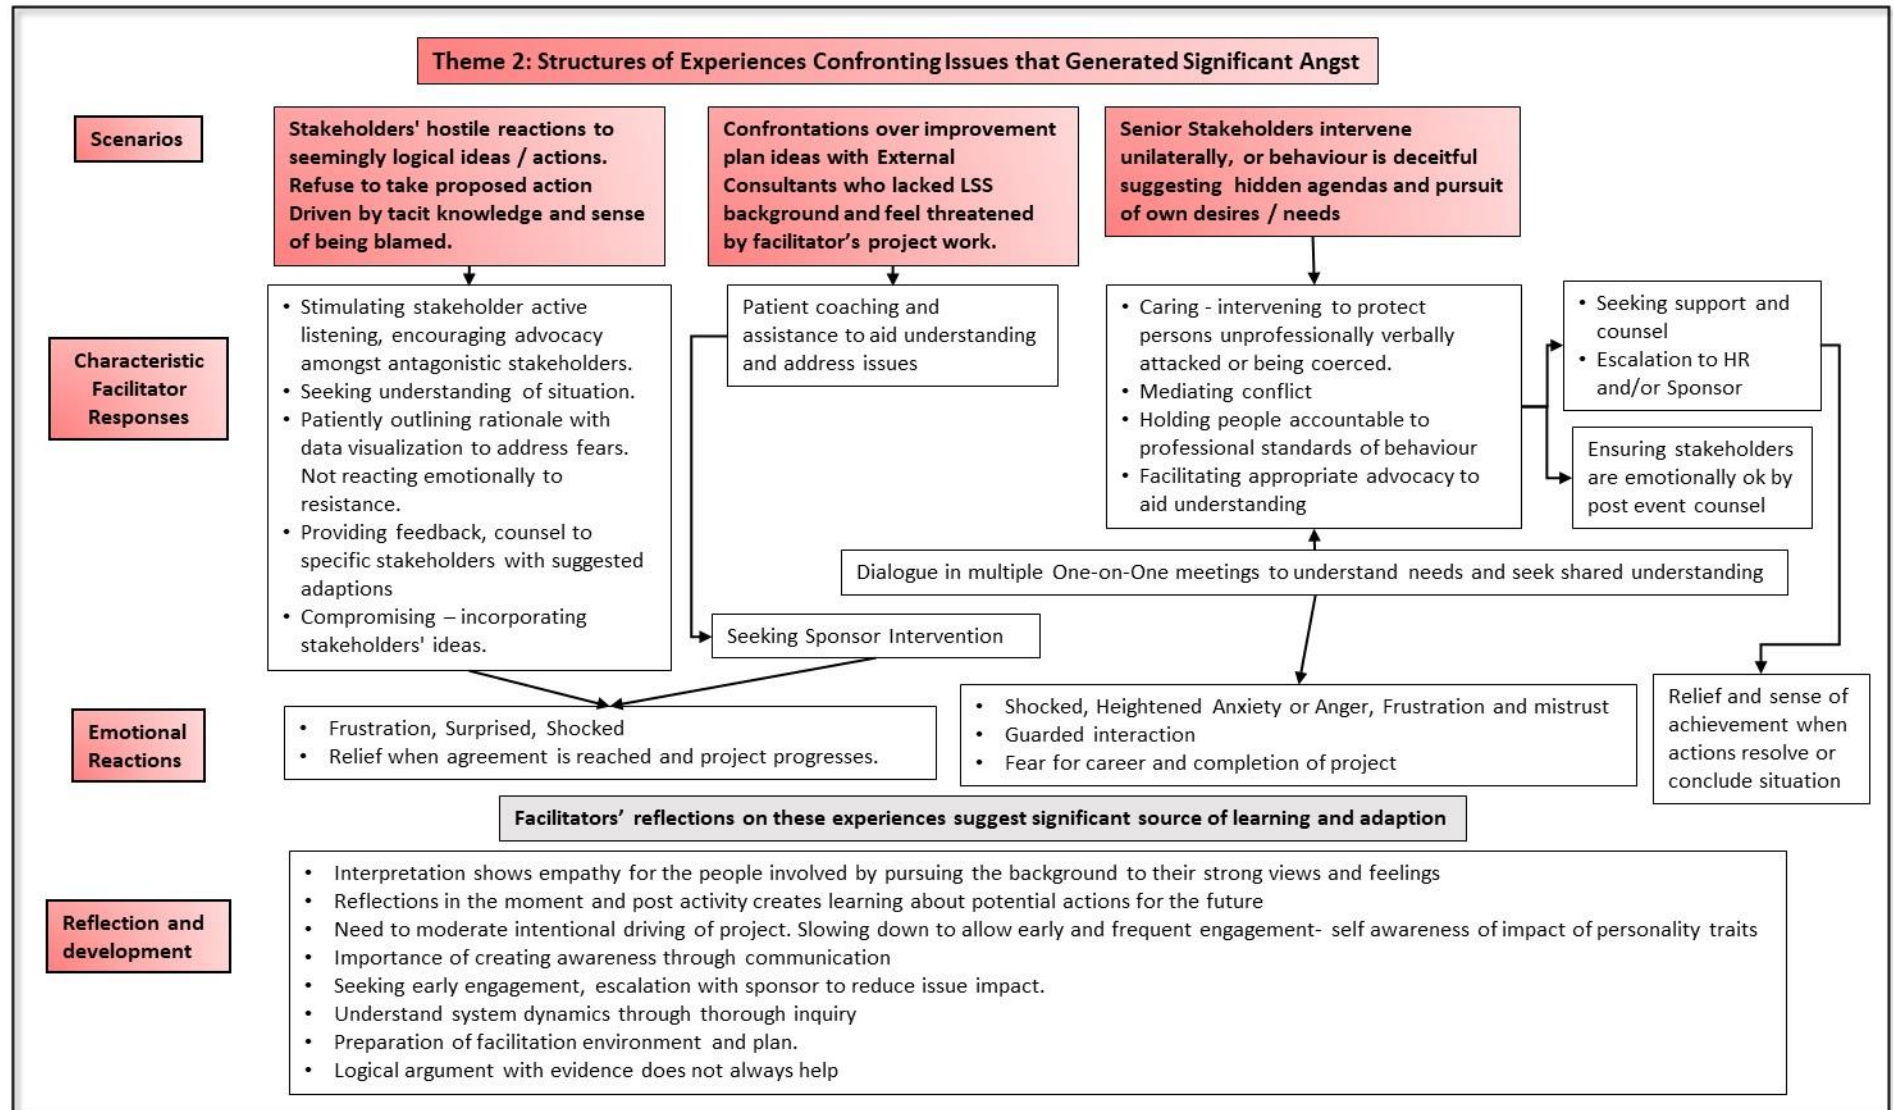 Theme 2: Structures of Experiences Confronting Issues that Generated Significant Angst
Scenarios
Stakeholders' hostile reactions to
seemingly logical ideas / actions.
Refuse to take proposed action
Driven by tacit knowledge and sense
of being blamed.
Confrontations over improvement
plan ideas with External
Consultants who lacked LSS
background and feel threatened
by facilitator’s project work.
Senior Stakeholders intervene
unilaterally, or behaviour is deceitful
suggesting hidden agendas and pursuit
of own desires / needs
Characteristic
Facilitator
Responses
• Stimulating stakeholder active
listening, encouraging advocacy
amongst antagonistic stakeholders.
• Seeking understanding of situation.
• Patiently outlining rationale with
data visualization to address fears.
Not reacting emotionally to
resistance.
• Providing feedback, counsel to
specific stakeholders with suggested
adaptions
• Compromising – incorporating
stakeholders' ideas.
Patient coaching and
assistance to aid understanding
and address issues
• Caring - intervening to protect
persons unprofessionally verbally
attacked or being coerced.
• Mediating conflict
• Holding people accountable to
professional standards of behaviour
• Facilitating appropriate advocacy to
aid understanding
• Seeking support and
counsel
• Escalation to HR
and/or Sponsor
Ensuring stakeholders
are emotionally ok by
post event counsel
Dialogue in multiple One-on-One meetings to understand needs and seek shared understanding
Seeking Sponsor Intervention
Emotional
Reactions
• Frustration, Surprised, Shocked
• Relief when agreement is reached and project progresses.
• Shocked, Heightened Anxiety or Anger, Frustration and mistrust
• Guarded interaction
• Fear for career and completion of project
Relief and sense of
achievement when
actions resolve or
conclude situation
Facilitators’ reflections on these experiences suggest significant source of learning and adaption
Reflection and
development
• Interpretation shows empathy for the people involved by pursuing the background to their strong views and feelings
• Reflections in the moment and post activity creates learning about potential actions for the future
• Need to moderate intentional driving of project. Slowing down to allow early and frequent engagement- self awareness of impact of personality traits
• Importance of creating awareness through communication
• Seeking early engagement, escalation with sponsor to reduce issue impact.
• Understand system dynamics through thorough inquiry
• Preparation of facilitation environment and plan.
• Logical argument with evidence does not always help